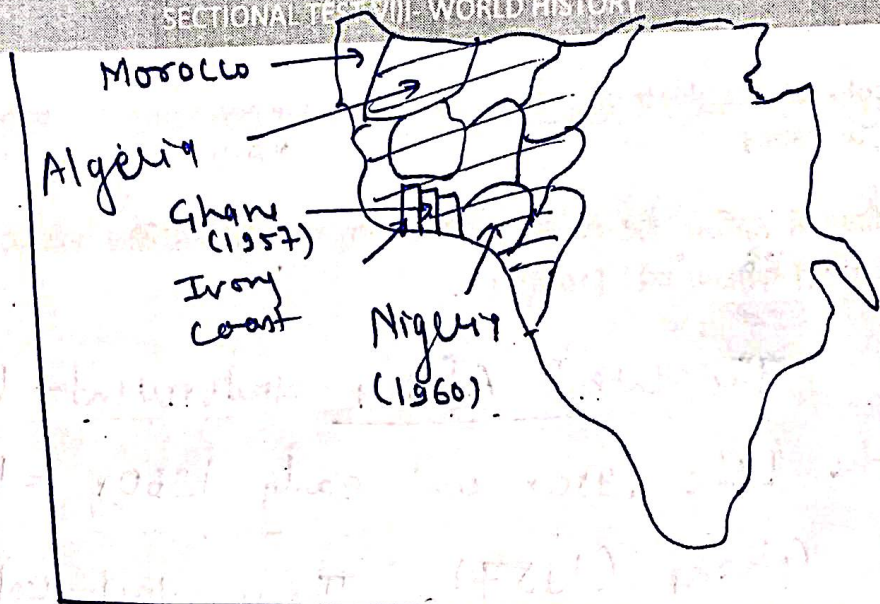 SECTIONAL TEST VIII- WORLD HISTORY
Morocco
Algeria
Ghana
(1957)
Ivory
coast
Nigeria
(1960)